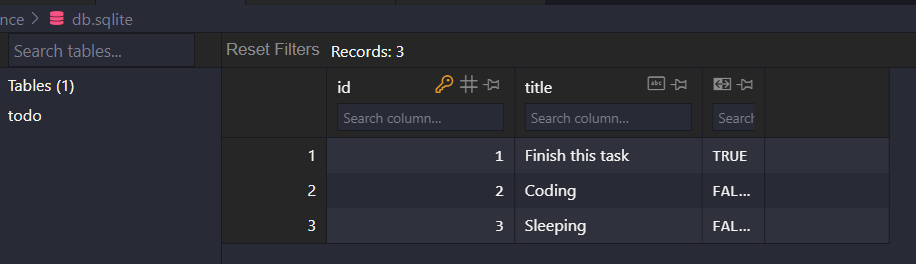 nce > db.sqlite
Search tables...
Reset Filters Records: 3
Tables (1)
todo
id title
Search column... Search column... Searc
1 1 Finish this task TRUE
2 2 Coding FAL...
3 3 Sleeping FAL...